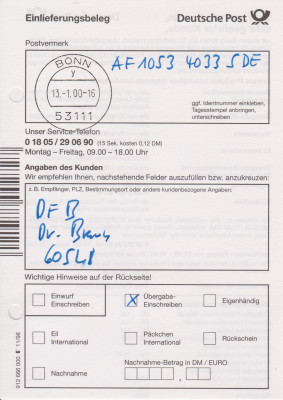 Einlieferungsbeleg
Deutsche Post
Postvermerk
BONN
y
13.-1.00-16
53111
AF 1053 4033 5DE
ggf. Identnummer einkleben,
Tagesstempel anbringen,
unterschreiben
Unser Service-Telefon
0 18 05 / 29 06 90 (15 Sek. kosten 0,12 DM)
Montag – Freitag, 09.00 – 18.00 Uhr
Angaben des Kunden
Wir empfehlen Ihnen, nachstehende Felder auszufüllen bzw. anzukreuzen:
z.B. Empfänger, PLZ, Bestimmungsort oder andere kundenbezogene Angaben:
DFB
Dr.
60528
Wichtige Hinweise auf der Rückseite!
Einwurf
Einschreiben
X Übergabe-
Einschreiben
Eigenhändig
Eil
International
Päckchen
International
Rückschein
Nachnahme
Nachnahme-Betrag in DM / EURO
,
912 666 000 E 11/98